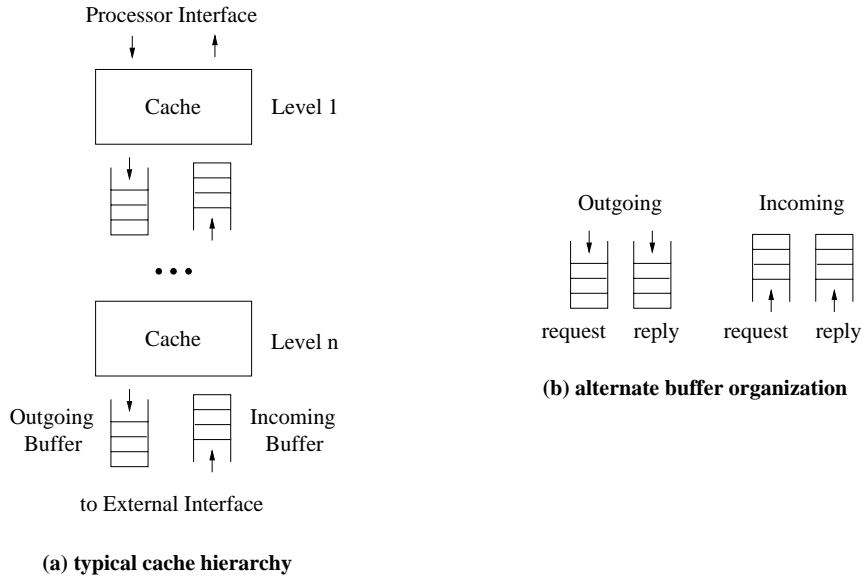 Processor Interface
Cache
Level 1
Cache
Level n
Outgoing
Buffer
Incoming
Buffer
to External Interface
(a) typical cache hierarchy
Outgoing
Incoming
request
reply
request
reply
(b) alternate buffer organization